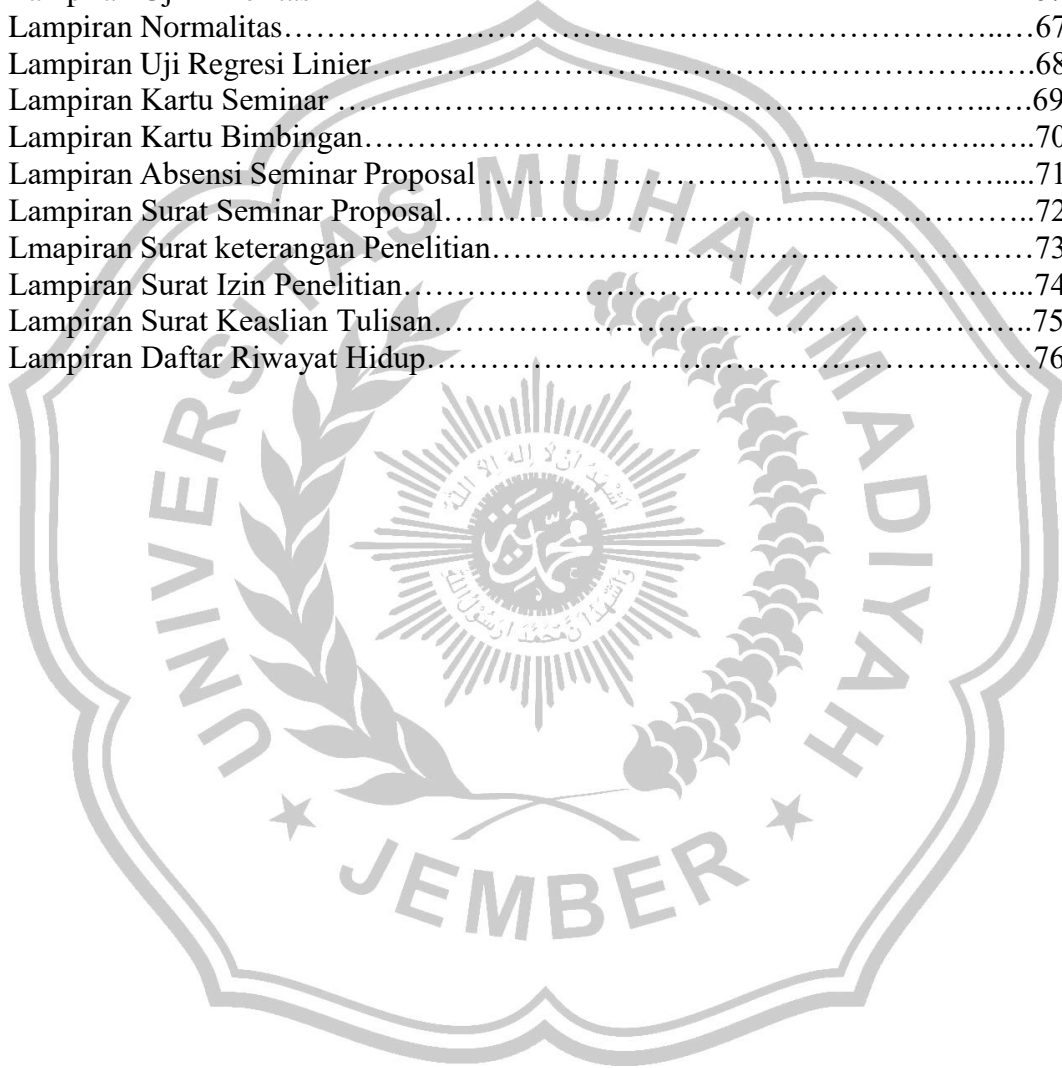 Lampiran Normalitas…………………………………………………………..…67
Lampiran Uji Regresi Linier…………………………………………………..….68
Lampiran Kartu Seminar ……………………………………………………..….69
Lampiran Kartu Bimbingan…………………………………………………..…..70
Lampiran Absensi Seminar Proposal …………………………………………….....71
Lampiran Surat Seminar Proposal………………………………………………..72
Lmapiran Surat keterangan Penelitian……………………………………………73
Lampiran Surat Izin Penelitian…………………………………………………..74
Lampiran Surat Keaslian Tulisan………………………………………………..75
Lampiran Daftar Riwayat Hidup…………………………………………………76
UNIVERSITAS MUHAMMADIYAH
JEMBER